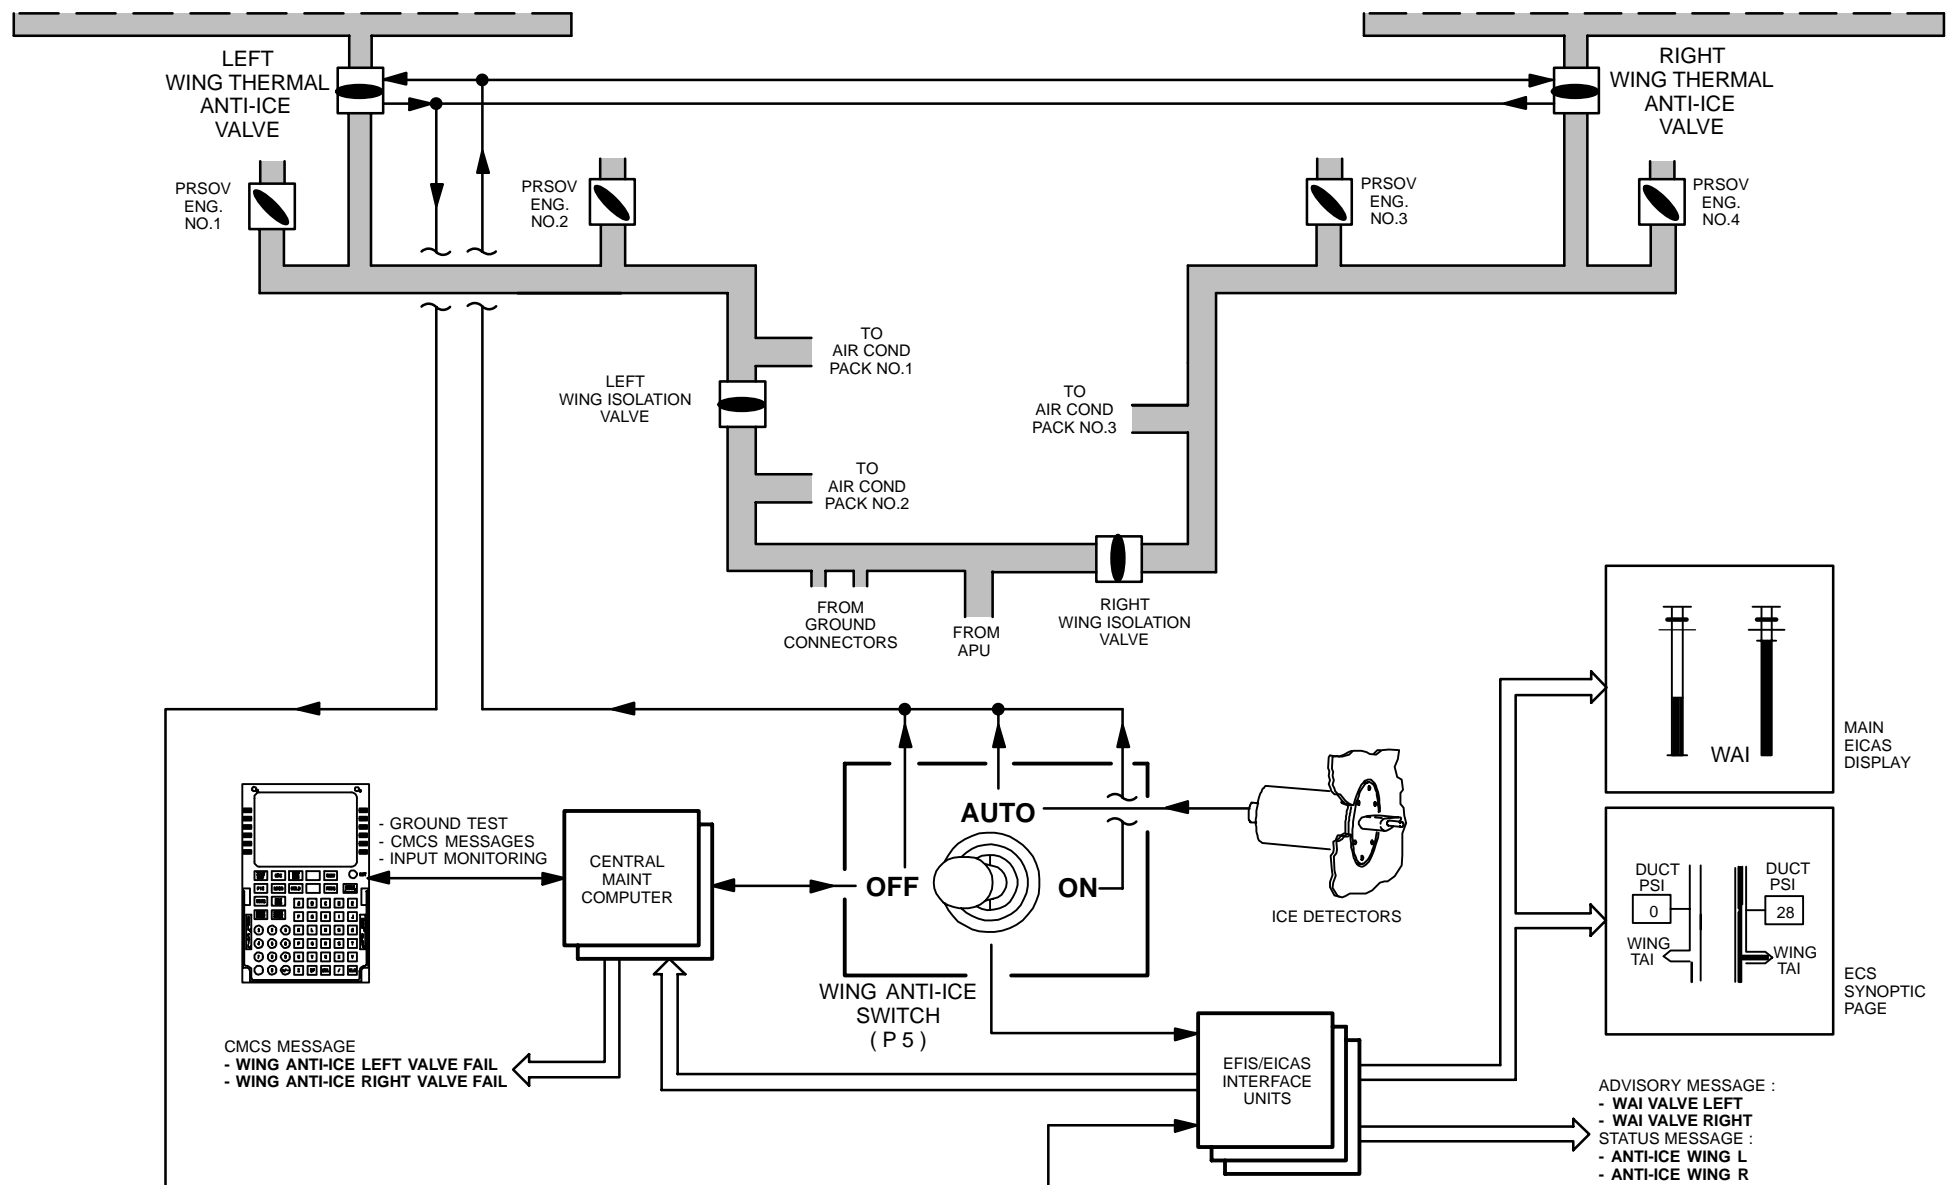 LEFT
WING THERMAL
ANTI-ICE
VALVE
RIGHT
WING THERMAL
ANTI-ICE
VALVE
PRSOV
ENG.
NO.1
PRSOV
ENG.
NO.2
PRSOV
ENG.
NO.3
PRSOV
ENG.
NO.4
TO
AIR COND
PACK NO.1
LEFT
WING ISOLATION
VALVE
TO
AIR COND
PACK NO.3
TO
AIR COND
PACK NO.2
FROM
GROUND
CONNECTORS
FROM
APU
RIGHT
WING ISOLATION
VALVE
WAI
MAIN
EICAS
DISPLAY
- GROUND TEST
- CMCS MESSAGES
- INPUT MONITORING
CENTRAL
MAINT
COMPUTER
AUTO
OFF
ON
ICE DETECTORS
DUCT
PSI
0
DUCT
PSI
28
WING
TAI
WING
TAI
ECS
SYNOPTIC
PAGE
WING ANTI-ICE
SWITCH
( P 5 )
CMCS MESSAGE
- WING ANTI-ICE LEFT VALVE FAIL
- WING ANTI-ICE RIGHT VALVE FAIL
EFIS/EICAS
INTERFACE
UNITS
ADVISORY MESSAGE :
- WAI VALVE LEFT
- WAI VALVE RIGHT
STATUS MESSAGE :
- ANTI-ICE WING L
- ANTI-ICE WING R